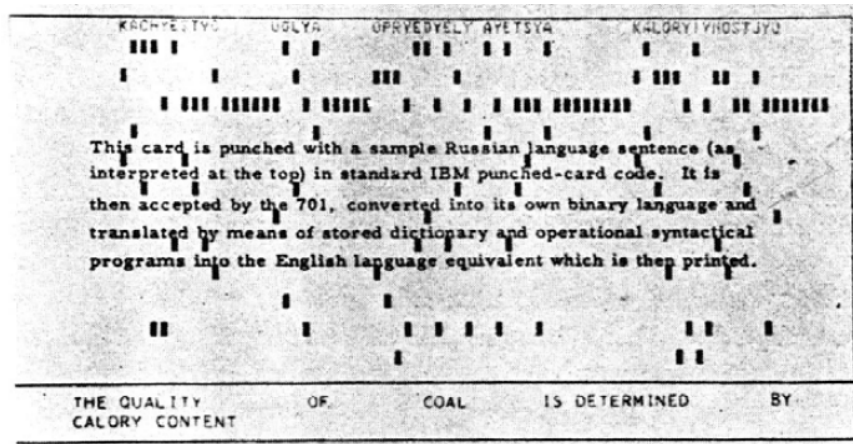 KACHYESTVO UGLYA OPRYEDYELYAYETSYA KALORYIYNOSTJYU
This card is punched with a sample Russian language sentence (as
interpreted at the top) in standard IBM punched-card code. It is
then accepted by the 701, converted into its own binary language and
translated by means of stored dictionary and operational syntactical
programs into the English language equivalent which is then printed.
THE QUALITY OF COAL IS DETERMINED BY
CALORY CONTENT